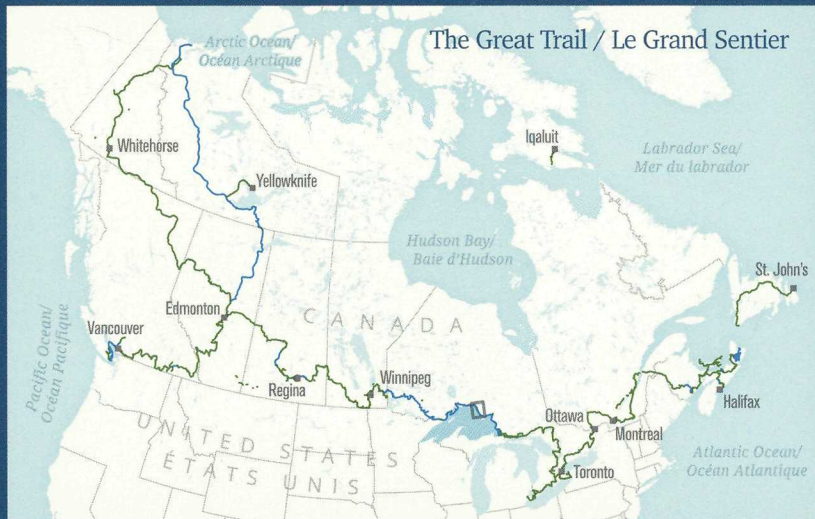 The Great Trail / Le Grand Sentier
Arctic Ocean/
Océan Arctique
Iqaluit
Whitehorse
Labrador Sea/
Mer du labrador
Yellowknife
Hudson Bay/
Baie d'Hudson
St. John's
Edmonton
CANADA
Pacific Ocean/
Océan Pacifique
Vancouver
Regina
Winnipeg
Halifax
Ottawa
Montreal
UNITED STATES
ÉTATS UNIS
Toronto
Atlantic Ocean/
Océan Atlantique